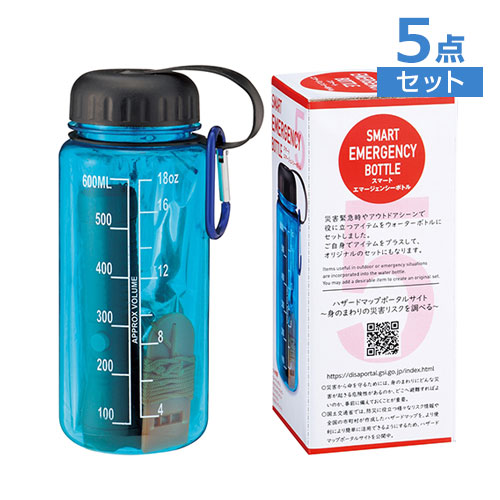 5点
セット
600ML
18oz
500
16
400
12
300
200
8
100
4
APPROX VOLUME
SMART
EMERGENCY
BOTTLE
スマート
エマージェンシーボトル
災害緊急時やアウトドアシーンで
役に立つアイテムをウォーターボトルに
セットしました。
ご自身でアイテムをプラスして、
オリジナルのセットにもなります。
Items useful in outdoor or emergency situations
are incorporated into the water bottle.
You may add a desirable item to create an original set.
ハザードマップポータルサイト
〜身のまわりの災害リスクを調べる〜
https://disaportal.gsi.go.jp/index.html
○災害から命を守るためには、身のまわりにどんな災
害が起きる危険性があるのか、どこへ避難すればよ
いのか、事前に備えておくことが重要。
○国土交通省では、防災に役立つ様々なリスク情報や
全国の市町村が作成したハザードマップを、より便
利により簡単に活用できるようにするため、ハザード
マップポータルサイトを公開中。